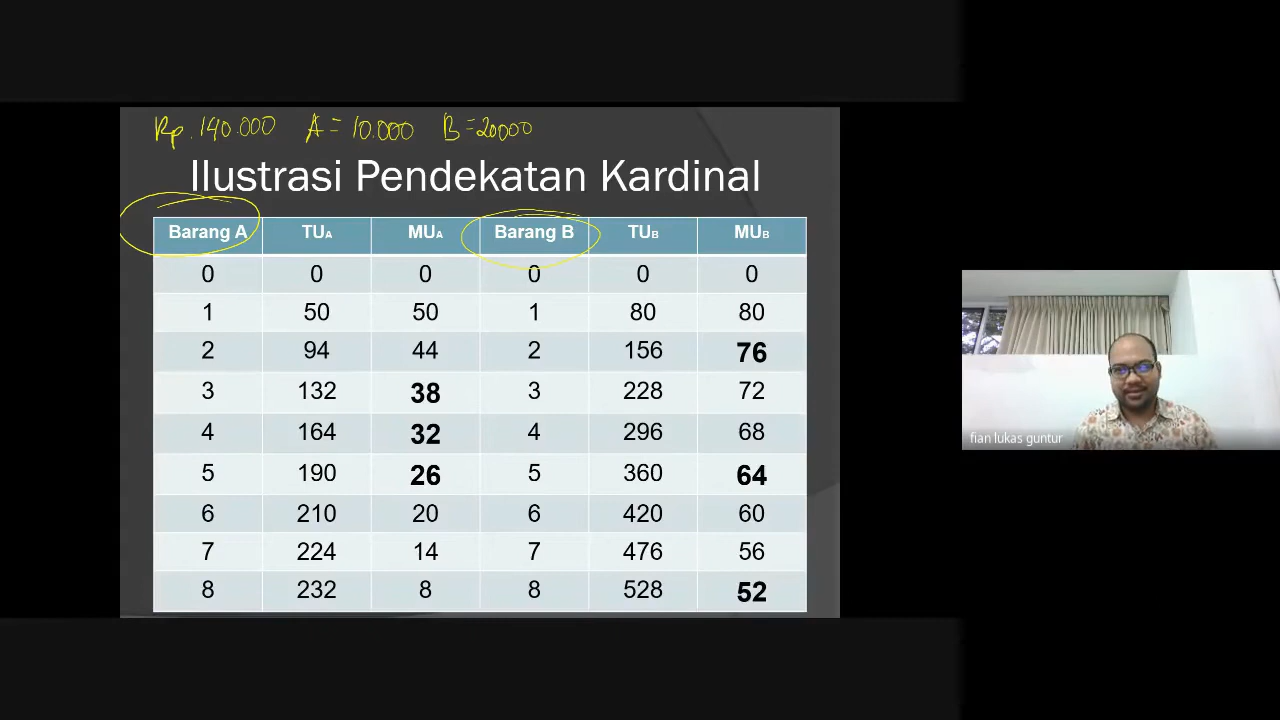 Rp. 140.000 A = 10.000 B = 20000
Ilustrasi Pendekatan Kardinal
Barang A TUA MUA Barang B TUB MUB
0 0 0 0 0 0
1 50 50 1 80 80
2 94 44 2 156 76
3 132 38 3 228 72
4 164 32 4 296 68
5 190 26 5 360 64
6 210 20 6 420 60
7 224 14 7 476 56
8 232 8 8 528 52
fian lukas guntur